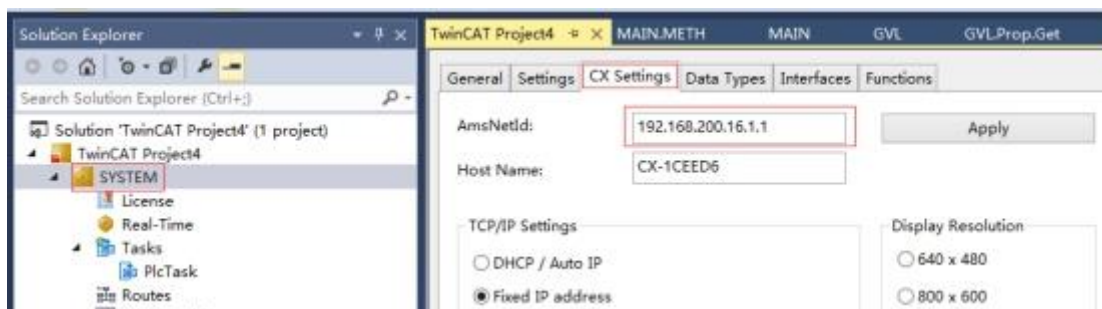 Solution Explorer
Search Solution Explorer (Ctrl+;)
Solution 'TwinCAT Project4' (1 project)
TwinCAT Project4
SYSTEM
License
Real-Time
Tasks
PlcTask
Routes
TwinCAT Project4 MAIN.METH MAIN GVL GVL.Prop.Get
General Settings CX Settings Data Types Interfaces Functions
AmsNetId: 192.168.200.16.1.1 Apply
Host Name: CX-1CEED6
TCP/IP Settings Display Resolution
DHCP / Auto IP 640 x 480
Fixed IP address 800 x 600